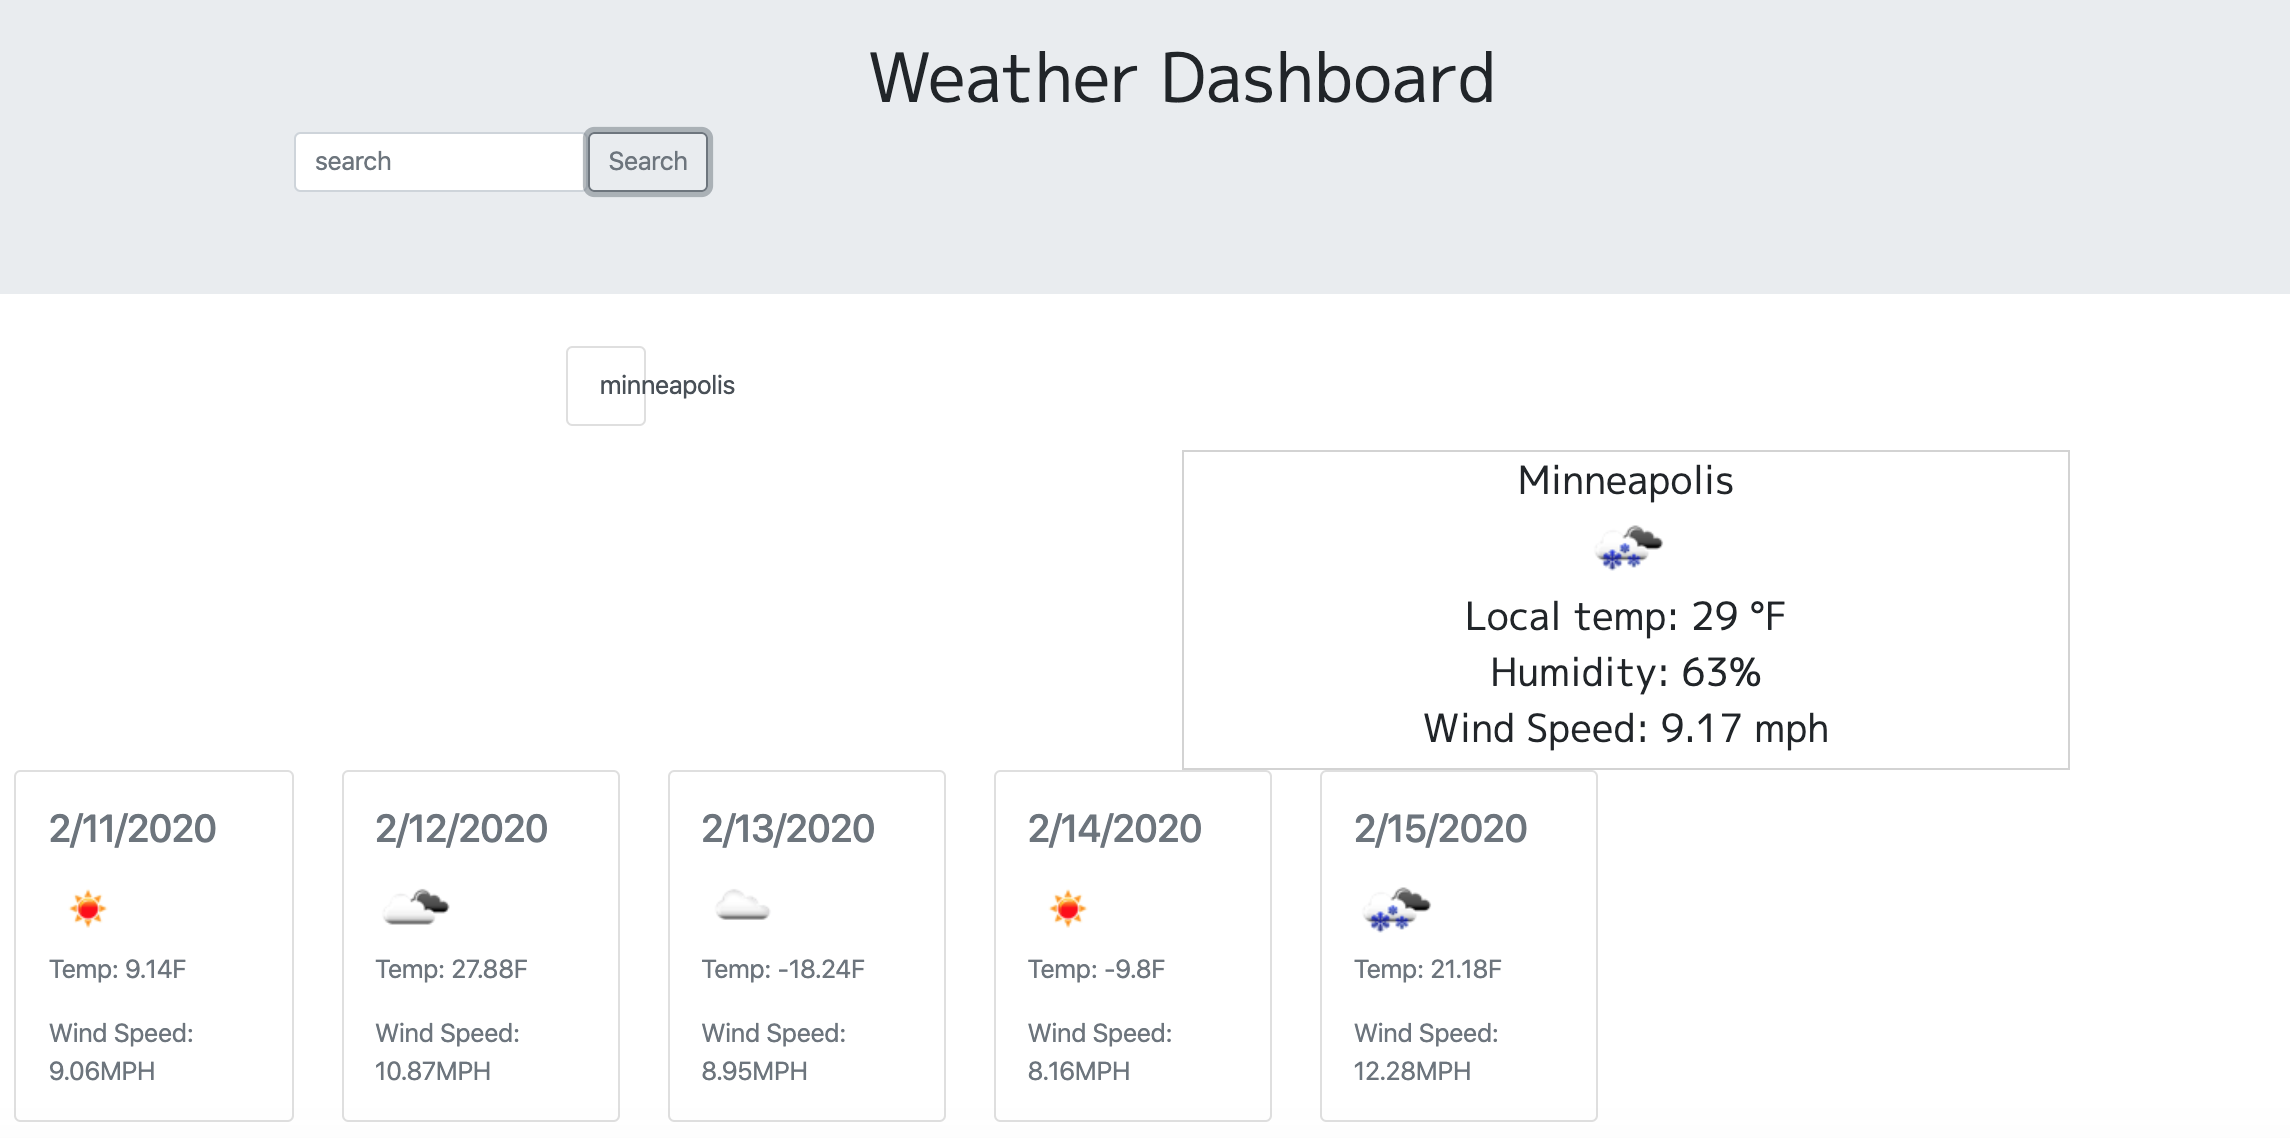 Weather Dashboard
search
Search
minneapolis
Minneapolis
Local temp: 29 °F
Humidity: 63%
Wind Speed: 9.17 mph
2/11/2020
Temp: 9.14F
Wind Speed:
9.06MPH
2/12/2020
Temp: 27.88F
Wind Speed:
10.87MPH
2/13/2020
Temp: -18.24F
Wind Speed:
8.95MPH
2/14/2020
Temp: -9.8F
Wind Speed:
8.16MPH
2/15/2020
Temp: 21.18F
Wind Speed:
12.28MPH